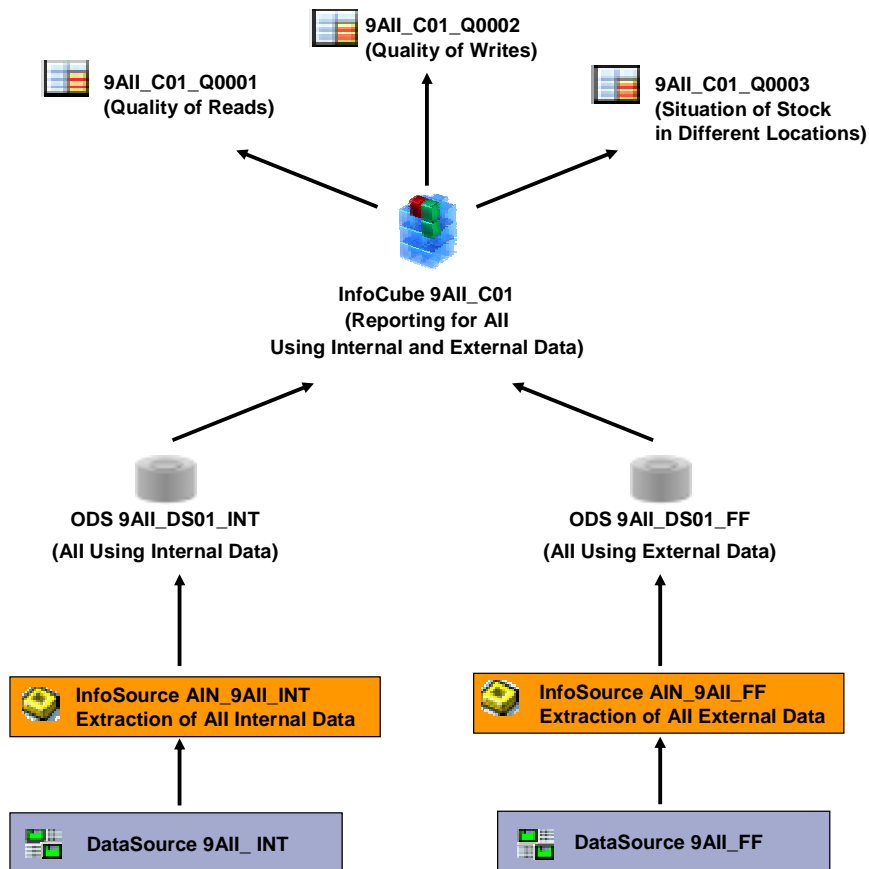 9AII_C01_Q0002
(Quality of Writes)
9AII_C01_Q0001
(Quality of Reads)
9AII_C01_Q0003
(Situation of Stock
in Different Locations)
InfoCube 9AII_C01
(Reporting for AII
Using Internal and External Data)
ODS 9AII_DS01_INT
(AII Using Internal Data)
ODS 9AII_DS01_FF
(AII Using External Data)
InfoSource AIN_9AII_INT
Extraction of AII Internal Data
InfoSource AIN_9AII_FF
Extraction of AII External Data
DataSource 9AII_ INT
DataSource 9AII_FF